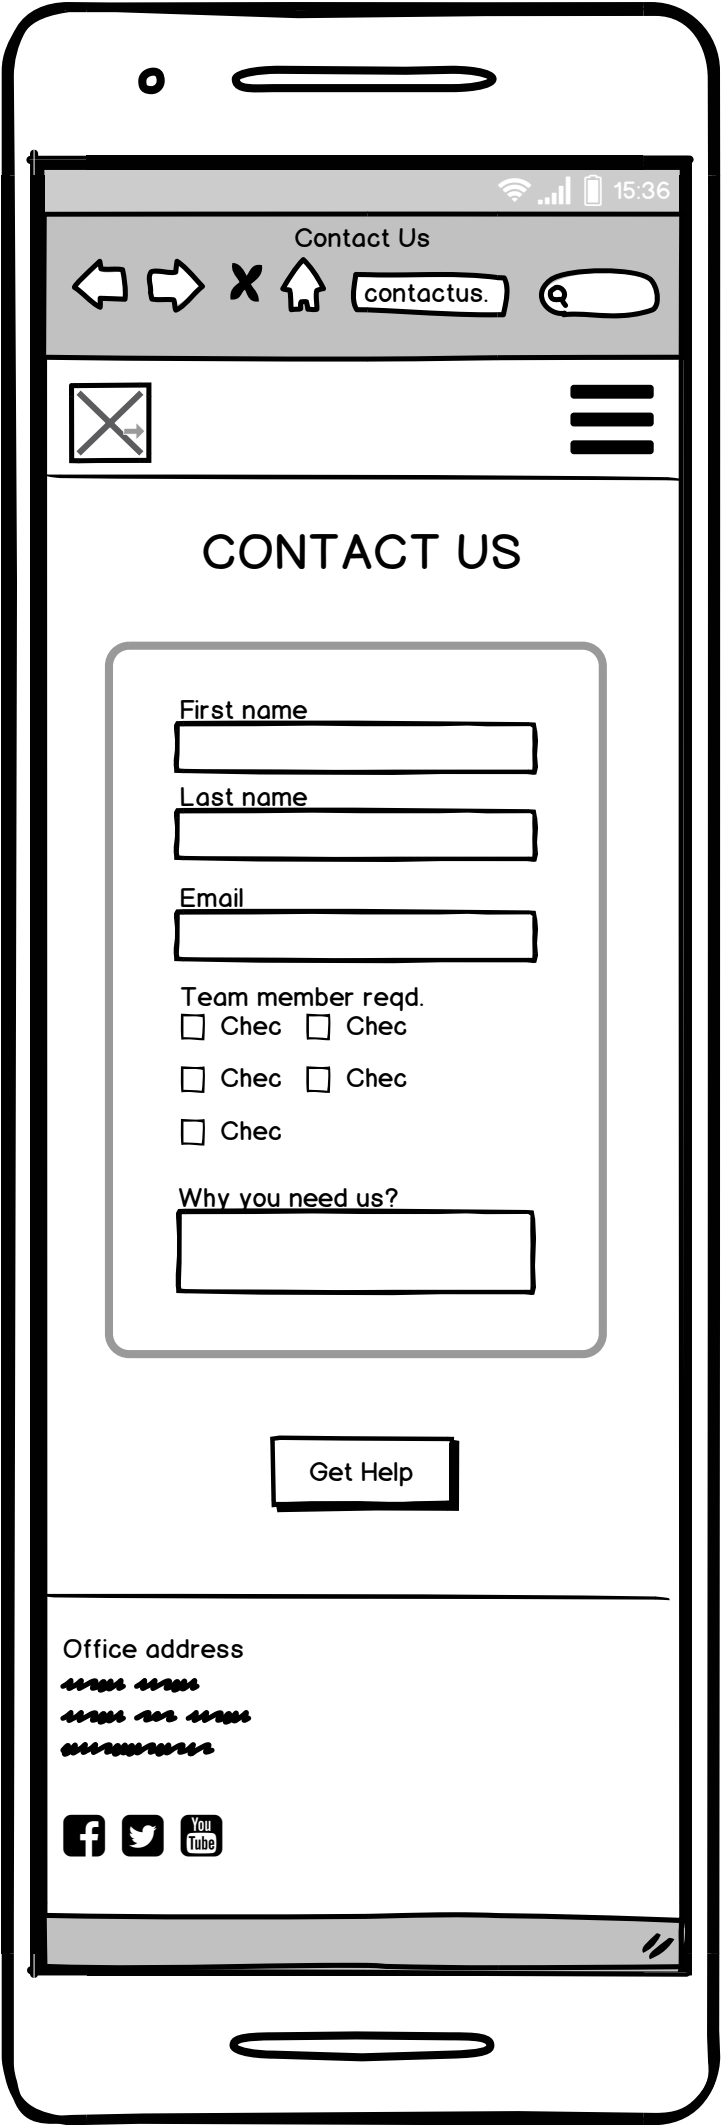 15:36
Contact Us
contactus.
CONTACT US
First name
Last name
Email
Team member reqd.
Chec Chec
Chec Chec
Chec
Why you need us?
Get Help
Office address
You
Tube